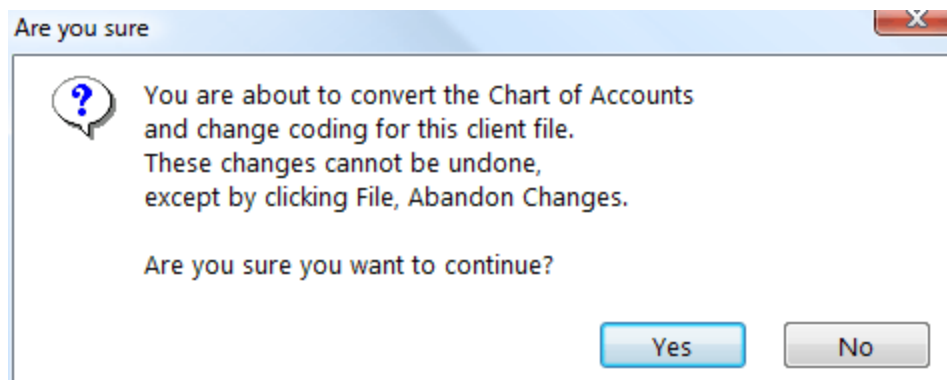 Are you sure
You are about to convert the Chart of Accounts
and change coding for this client file.
These changes cannot be undone,
except by clicking File, Abandon Changes.
Are you sure you want to continue?
Yes No